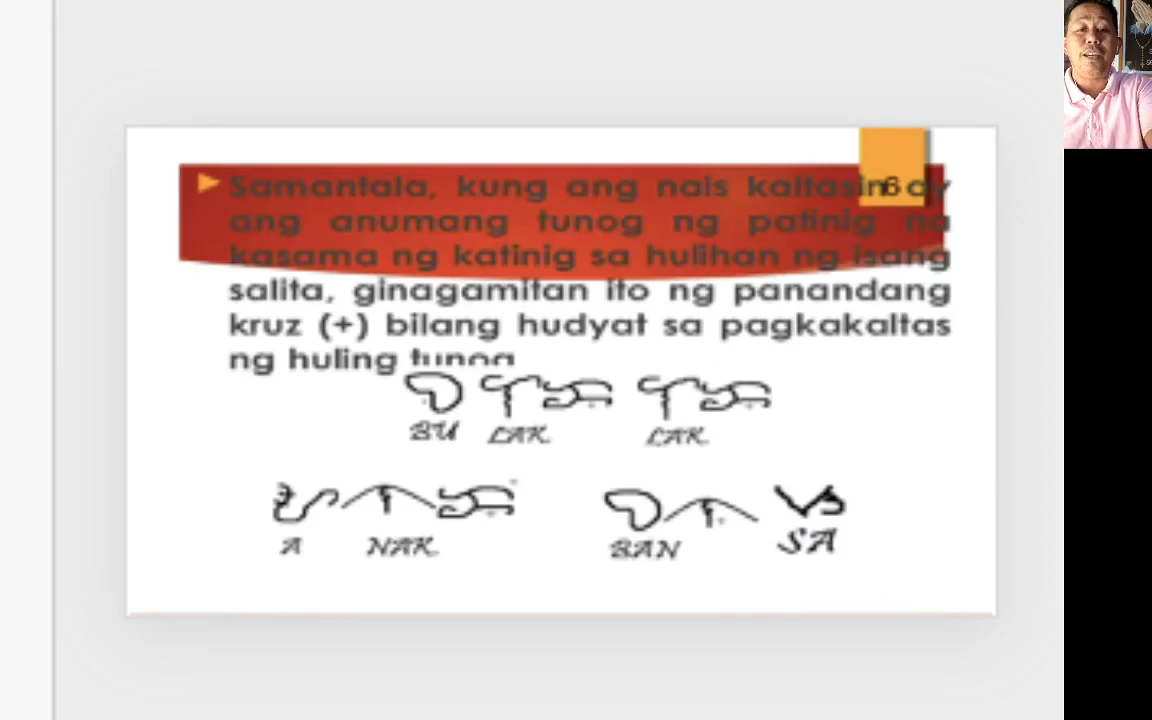 Samantala, kung ang nais kaltasin ay
6
ang anumang tunog ng patinig na
kasama ng katinig sa hulihan ng isang
salita, ginagamitan ito ng panandang
kruz (+) bilang hudyat sa pagkakaltas
ng huling tunog
BU LAK LAK
A NAK BAN SA